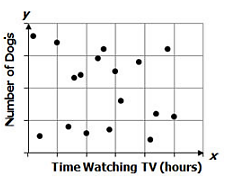 y
Number of Dogs
x
Time Watching TV (hours)